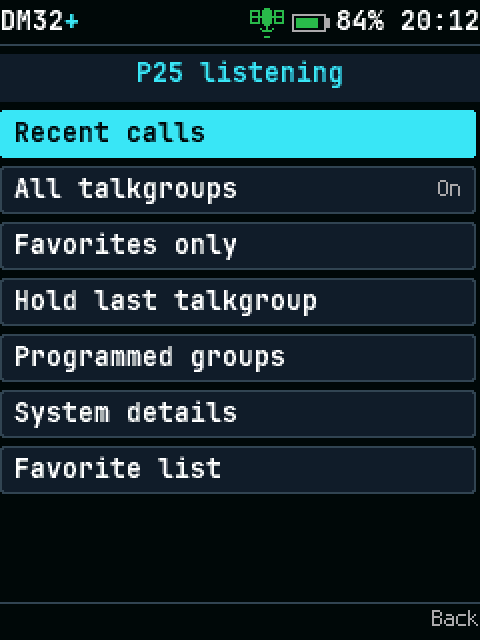 DM32+ 84% 20:12
P25 listening
Recent calls
All talkgroups On
Favorites only
Hold last talkgroup
Programmed groups
System details
Favorite list
Back